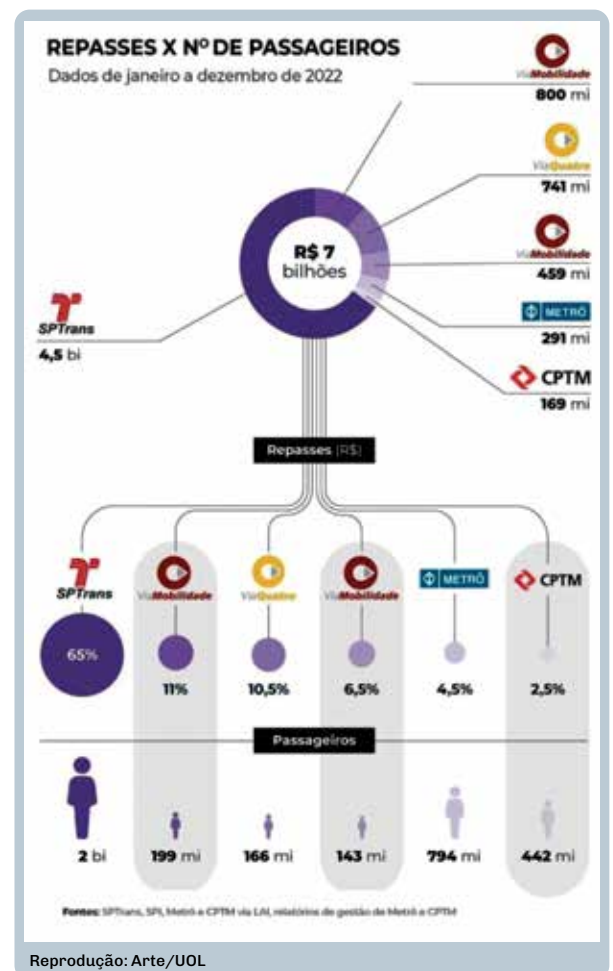 REPASSES X Nº DE PASSAGEIROS
Dados de janeiro a dezembro de 2022
ViaMobilidade
800 mi
ViaQuatro
741 mi
ViaMobilidade
459 mi
METRÔ
291 mi
CPTM
169 mi
R$ 7
bilhões
SPTrans
4,5 bi
Repasses (R$)
SPTrans
ViaMobilidade
ViaQuatro
ViaMobilidade
METRÔ
CPTM
65%
11%
10,5%
6,5%
4,5%
2,5%
Passageiros
2 bi
199 mi
166 mi
143 mi
794 mi
442 mi
Fontes: SPTrans, SPI, Metrô e CPTM via LAI, relatórios de gestão de Metrô e CPTM
Reprodução: Arte/UOL